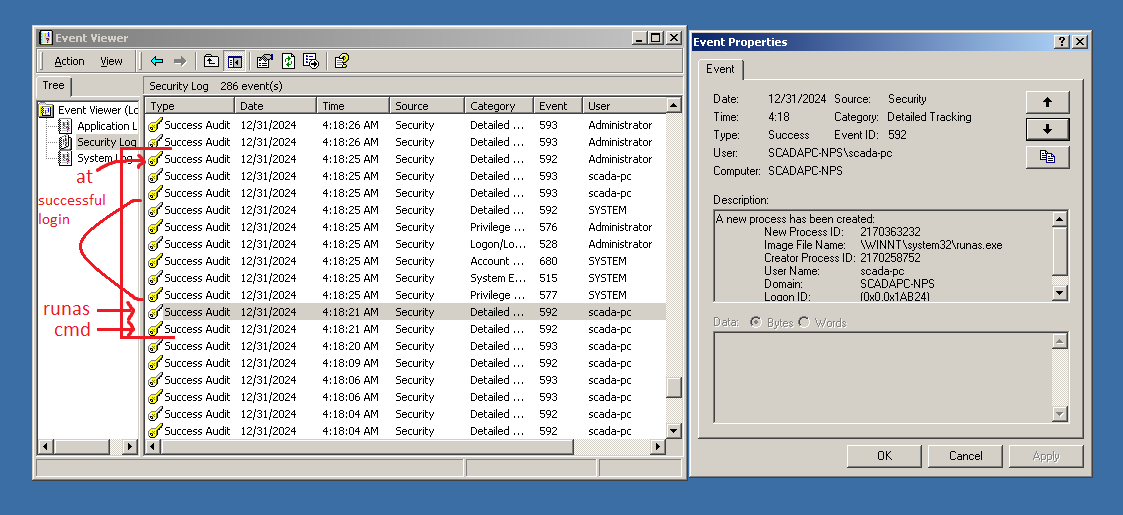 Event Viewer
Action View
Tree
Security Log 286 event(s)
Event Viewer (Lo
Application L
Security Log
System Log
Type Date Time Source Category Event User
Success Audit 12/31/2024 4:18:26 AM Security Detailed ... 593 Administrator
Success Audit 12/31/2024 4:18:26 AM Security Detailed ... 593 Administrator
Success Audit 12/31/2024 4:18:25 AM Security Detailed ... 592 Administrator
Success Audit 12/31/2024 4:18:25 AM Security Detailed ... 593 scada-pc
Success Audit 12/31/2024 4:18:25 AM Security Detailed ... 593 scada-pc
Success Audit 12/31/2024 4:18:25 AM Security Detailed ... 592 SYSTEM
Success Audit 12/31/2024 4:18:25 AM Security Privilege ... 576 Administrator
Success Audit 12/31/2024 4:18:25 AM Security Logon/Lo... 528 Administrator
Success Audit 12/31/2024 4:18:25 AM Security Account ... 680 SYSTEM
Success Audit 12/31/2024 4:18:25 AM Security System E... 515 SYSTEM
Success Audit 12/31/2024 4:18:25 AM Security Privilege ... 577 SYSTEM
Success Audit 12/31/2024 4:18:21 AM Security Detailed ... 592 scada-pc
Success Audit 12/31/2024 4:18:21 AM Security Detailed ... 592 scada-pc
Success Audit 12/31/2024 4:18:20 AM Security Detailed ... 593 scada-pc
Success Audit 12/31/2024 4:18:09 AM Security Detailed ... 592 scada-pc
Success Audit 12/31/2024 4:18:06 AM Security Detailed ... 593 scada-pc
Success Audit 12/31/2024 4:18:06 AM Security Detailed ... 593 scada-pc
Success Audit 12/31/2024 4:18:04 AM Security Detailed ... 592 scada-pc
Success Audit 12/31/2024 4:18:04 AM Security Detailed ... 592 scada-pc
at
successful
login
runas
cmd
Event Properties
Event
Date: 12/31/2024 Source: Security
Time: 4:18 Category: Detailed Tracking
Type: Success Event ID: 592
User: SCADAPC-NPS\scada-pc
Computer: SCADAPC-NPS
Description:
A new process has been created:
New Process ID: 2170363232
Image File Name: \WINNT\system32\runas.exe
Creator Process ID: 2170258752
User Name: scada-pc
Domain: SCADAPC-NPS
Logon ID: (0x0,0x1AB24)
Data: Bytes Words
OK Cancel Apply